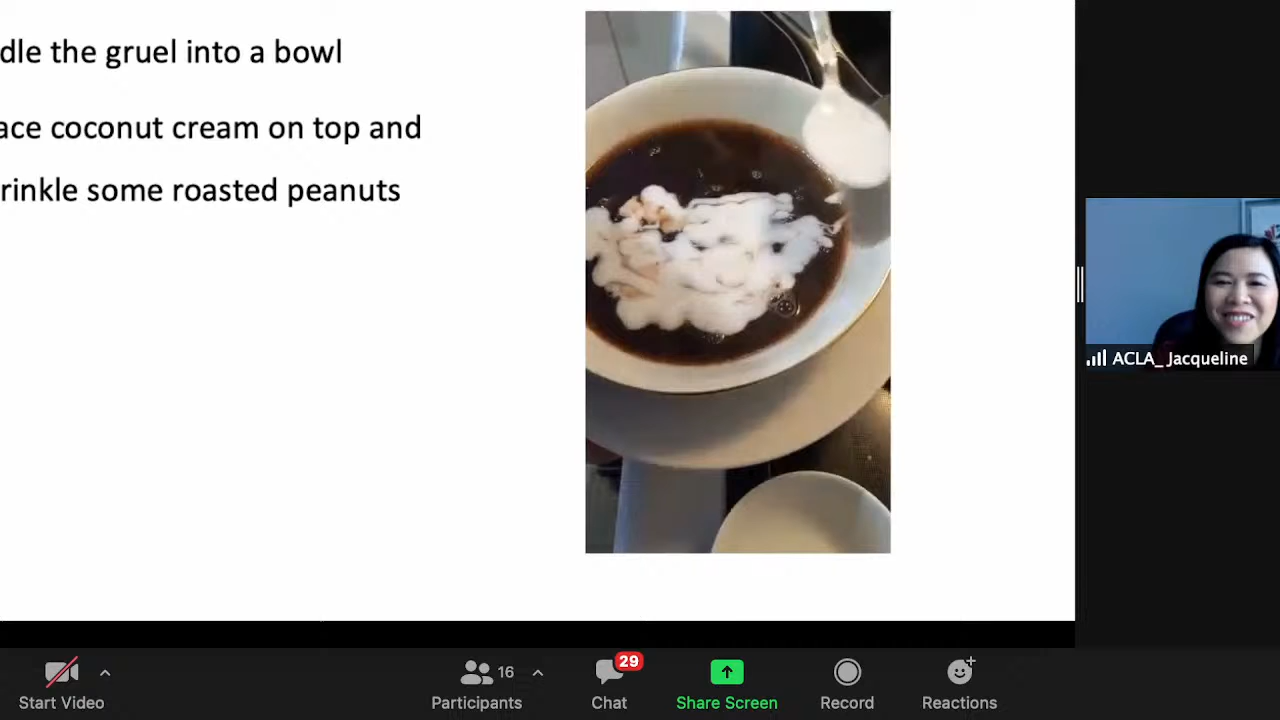 dle the gruel into a bowl
ace coconut cream on top and
rinkle some roasted peanuts
ACLA_ Jacqueline
Start Video
16
Participants
29
Chat
Share Screen
Record
Reactions